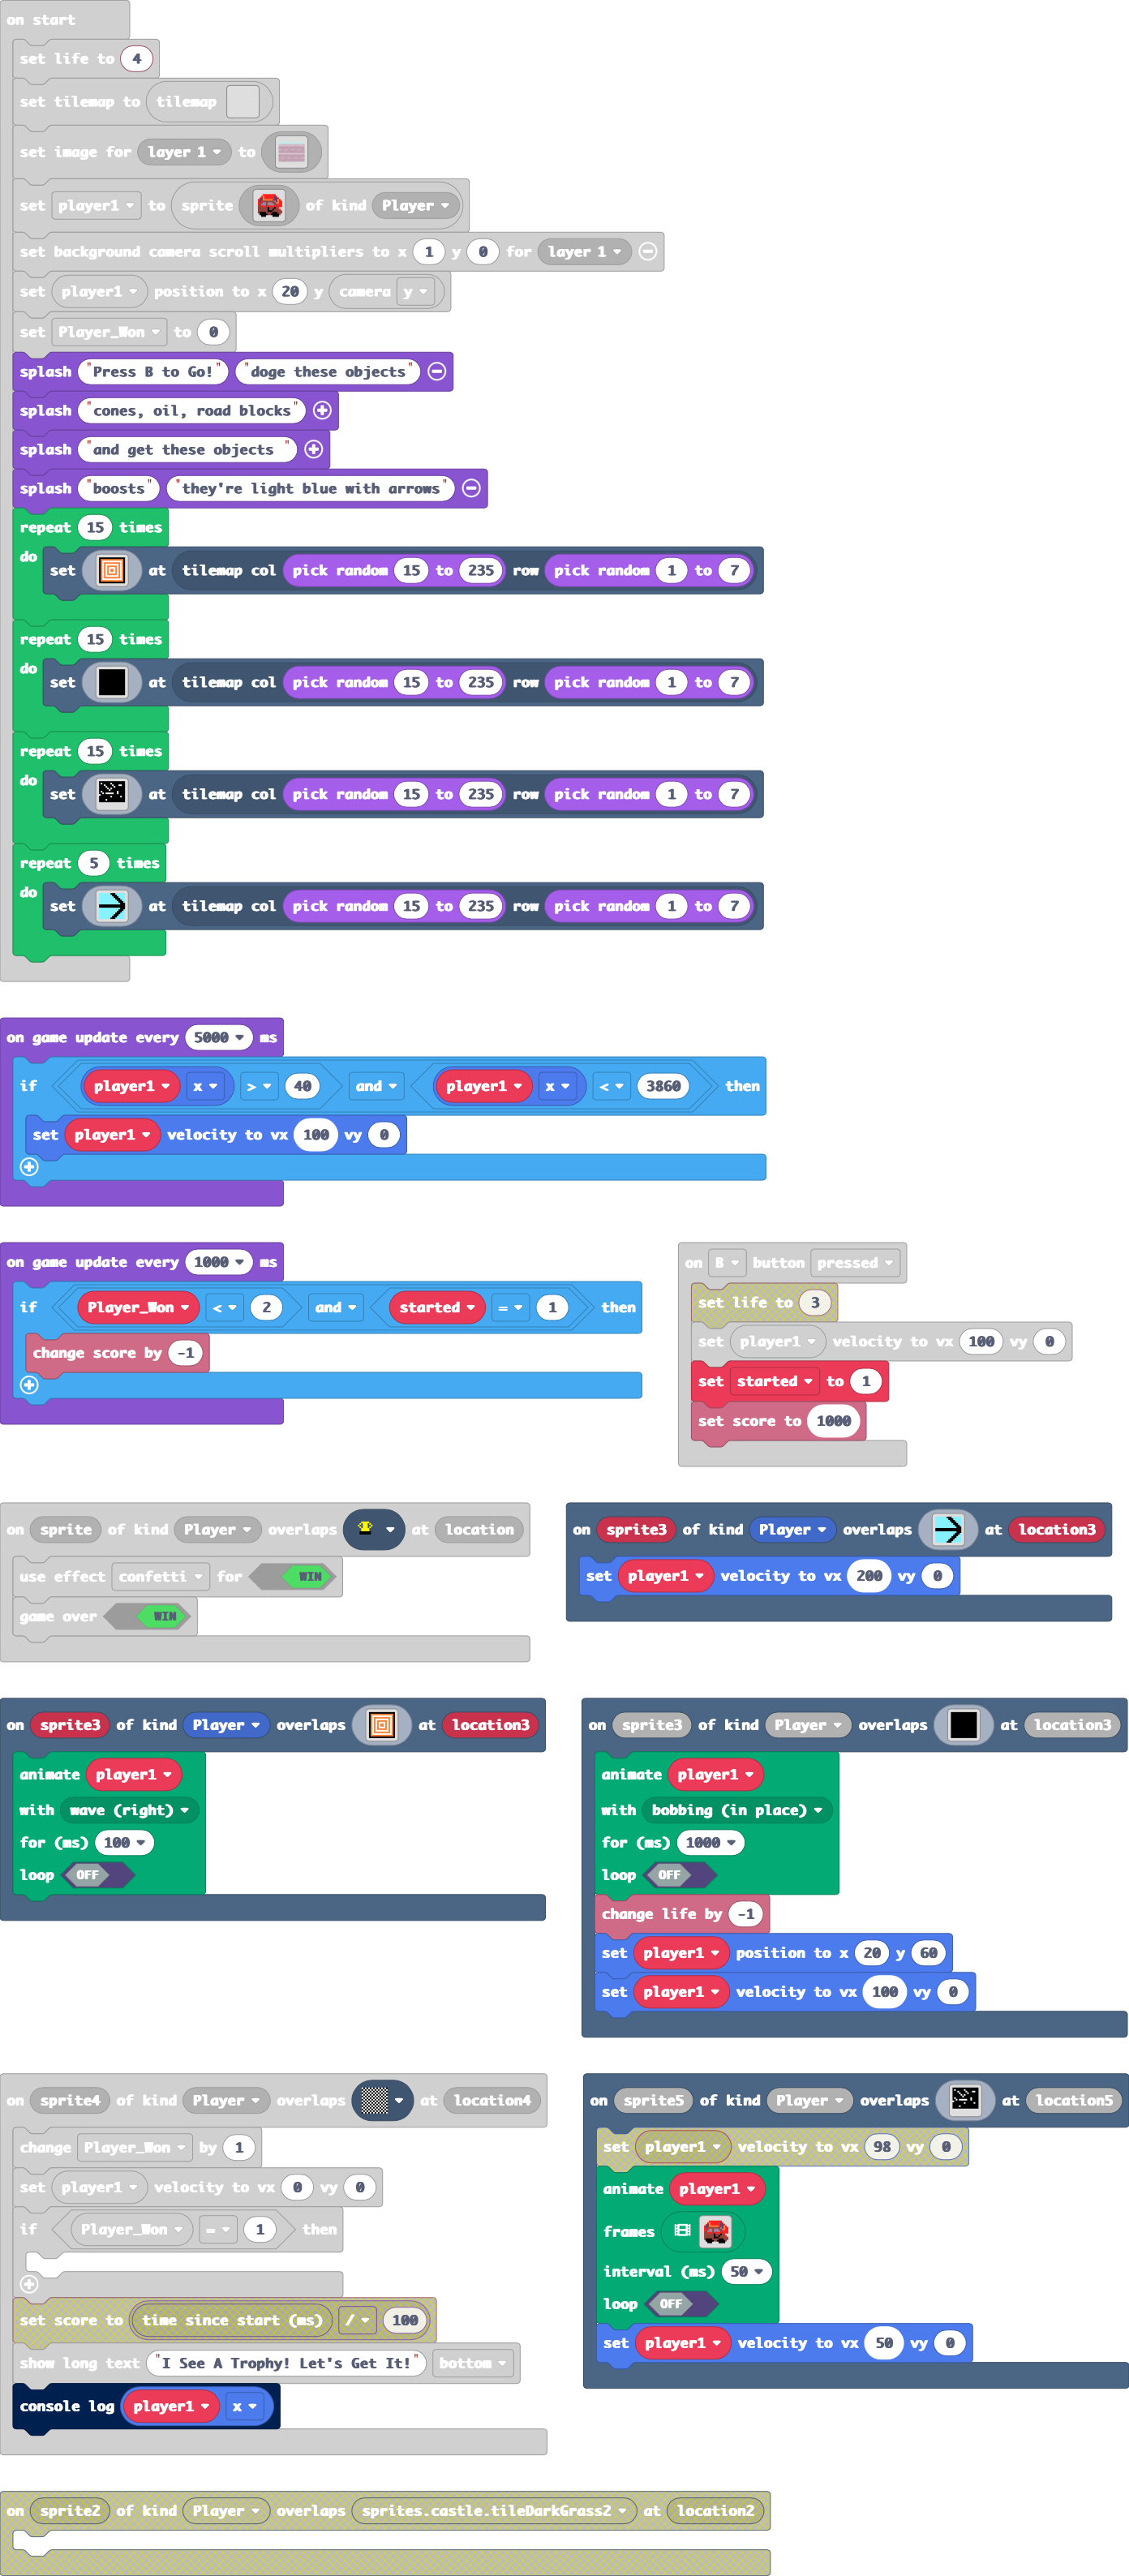 on start
set life to 4
set tilemap to tilemap
set image for layer 1 to
set player1 to sprite of kind Player
set background camera scroll multipliers to x 1 y 0 for layer 1
set player1 position to x 20 y camera y
set Player_Won to 0
splash "Press B to Go!" "doge these objects"
splash "cones, oil, road blocks"
splash "and get these objects "
splash "boosts" "they're light blue with arrows"
repeat 15 times
do set at tilemap col pick random 15 to 235 row pick random 1 to 7
repeat 15 times
do set at tilemap col pick random 15 to 235 row pick random 1 to 7
repeat 15 times
do set at tilemap col pick random 15 to 235 row pick random 1 to 7
repeat 5 times
do set at tilemap col pick random 15 to 235 row pick random 1 to 7
on game update every 5000 ms
if player1 x > 40 and player1 x < 3860 then
set player1 velocity to vx 100 vy 0
on game update every 1000 ms
if Player_Won < 2 and started = 1 then
change score by -1
on B button pressed
set life to 3
set player1 velocity to vx 100 vy 0
set started to 1
set score to 1000
on sprite of kind Player overlaps at location
use effect confetti for WIN
game over WIN
on sprite3 of kind Player overlaps at location3
set player1 velocity to vx 200 vy 0
on sprite3 of kind Player overlaps at location3
animate player1
with wave (right)
for (ms) 100
loop OFF
on sprite3 of kind Player overlaps at location3
animate player1
with bobbing (in place)
for (ms) 1000
loop OFF
change life by -1
set player1 position to x 20 y 60
set player1 velocity to vx 100 vy 0
on sprite4 of kind Player overlaps at location4
change Player_Won by 1
set player1 velocity to vx 0 vy 0
if Player_Won = 1 then
set score to time since start (ms) / 100
show long text "I See A Trophy! Let's Get It!" bottom
console log player1 x
on sprite5 of kind Player overlaps at location5
set player1 velocity to vx 98 vy 0
animate player1
frames
interval (ms) 50
loop OFF
set player1 velocity to vx 50 vy 0
on sprite2 of kind Player overlaps sprites.castle.tileDarkGrass2 at location2